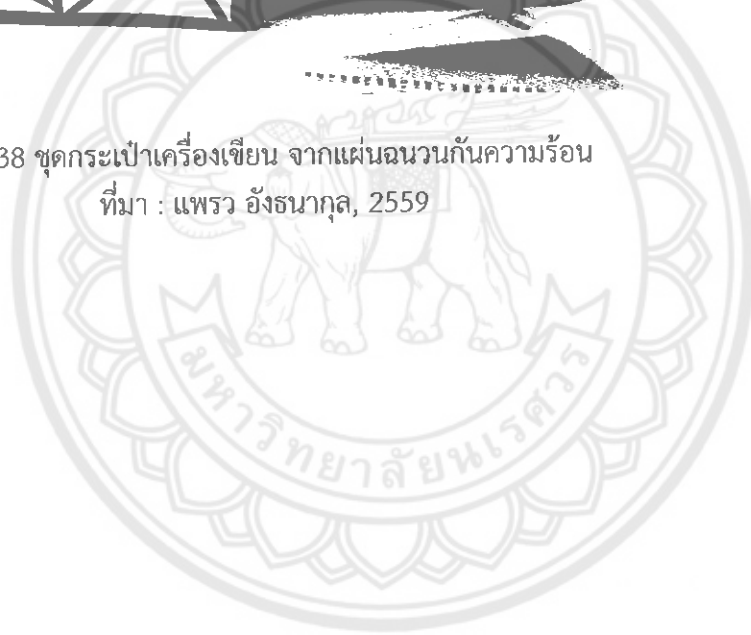 38 ชุดกระเป๋าเครื่องเขียน จากแผ่นฉนวนกันความร้อน
ที่มา : แพรว อังธนากุล, 2559
มหาวิทยาลัยนเรศวร